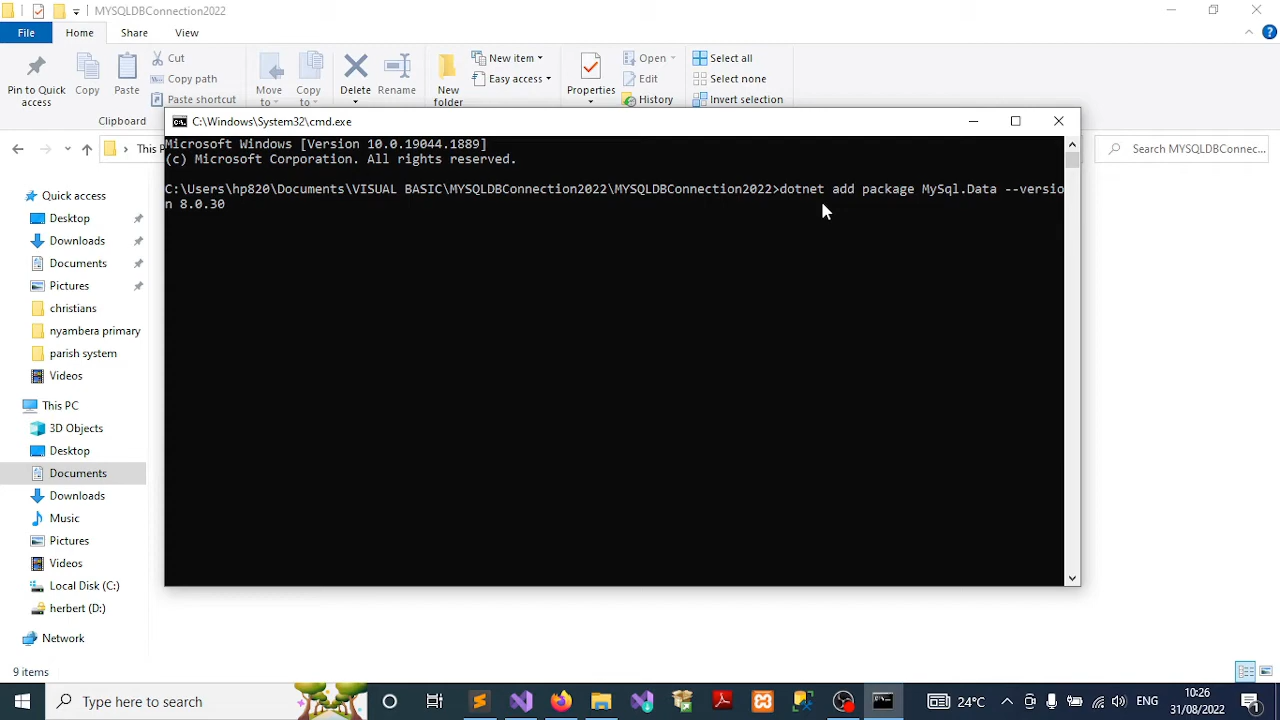 MYSQLDBConnection2022
File
Home
Share
View
Pin to Quick access
Copy
Paste
Cut
Copy path
Paste shortcut
Clipboard
Move to
Copy to
Delete
Rename
New folder
New item
Easy access
Properties
Open
Edit
History
Select all
Select none
Invert selection
This P
Search MYSQLDBConnec...
C:\Windows\System32\cmd.exe
Microsoft Windows [Version 10.0.19044.1889]
(c) Microsoft Corporation. All rights reserved.
C:\Users\hp820\Documents\VISUAL BASIC\MYSQLDBConnection2022\MYSQLDBConnection2022>dotnet add package MySql.Data --versio
n 8.0.30
Quick access
Desktop
Downloads
Documents
Pictures
christians
nyambera primary
parish system
Videos
This PC
3D Objects
Desktop
Documents
Downloads
Music
Pictures
Videos
Local Disk (C:)
herbert (D:)
Network
9 items
Type here to search
24°C
ENG
10:26
31/08/2022